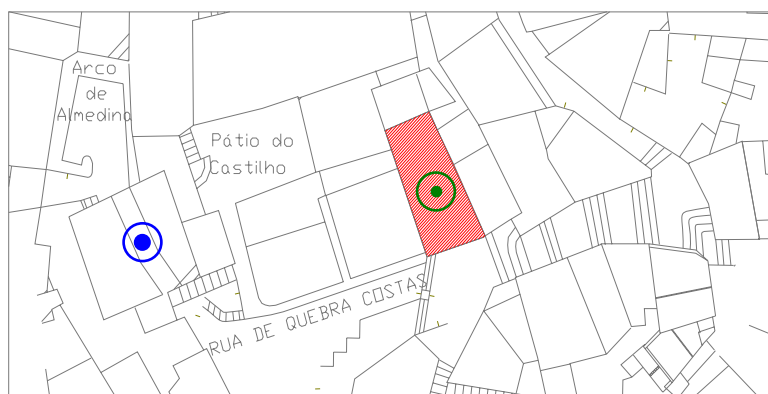 Arco
de
Almedina
Pátio do
Castilho
RUA DE QUEBRA COSTAS